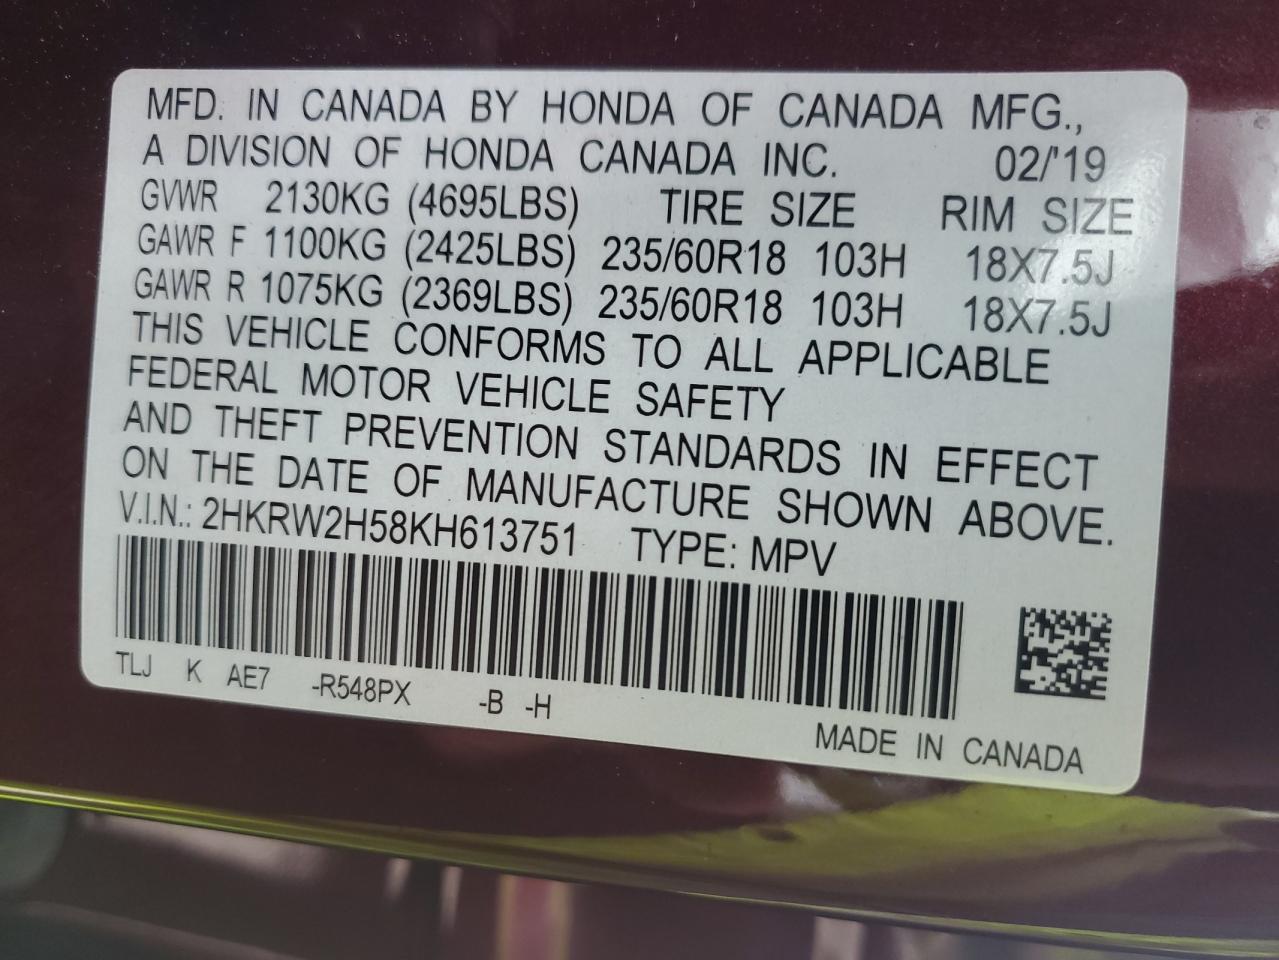 MFD. IN CANADA BY HONDA OF CANADA MFG.,
A DIVISION OF HONDA CANADA INC. 02/'19
GVWR 2130KG (4695LBS) TIRE SIZE RIM SIZE
GAWR F 1100KG (2425LBS) 235/60R18 103H 18X7.5J
GAWR R 1075KG (2369LBS) 235/60R18 103H 18X7.5J
THIS VEHICLE CONFORMS TO ALL APPLICABLE
FEDERAL MOTOR VEHICLE SAFETY
AND THEFT PREVENTION STANDARDS IN EFFECT
ON THE DATE OF MANUFACTURE SHOWN ABOVE.
V.I.N.: 2HKRW2H58KH613751 TYPE: MPV
TLJ K AE7 -R548PX -B -H
MADE IN CANADA